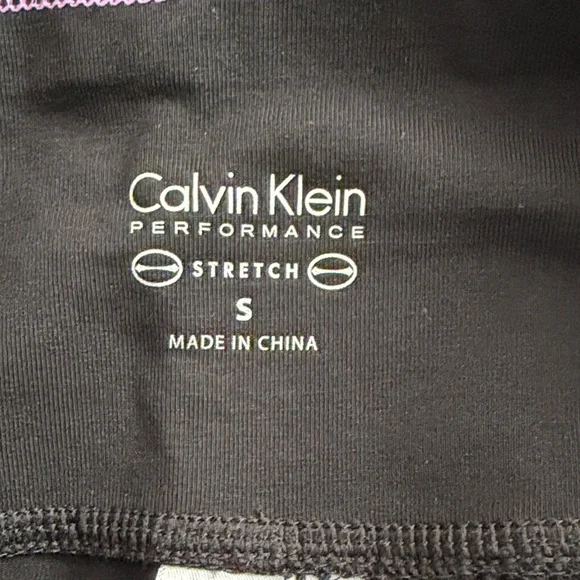 Calvin Klein
PERFORMANCE
STRETCH
S
MADE IN CHINA